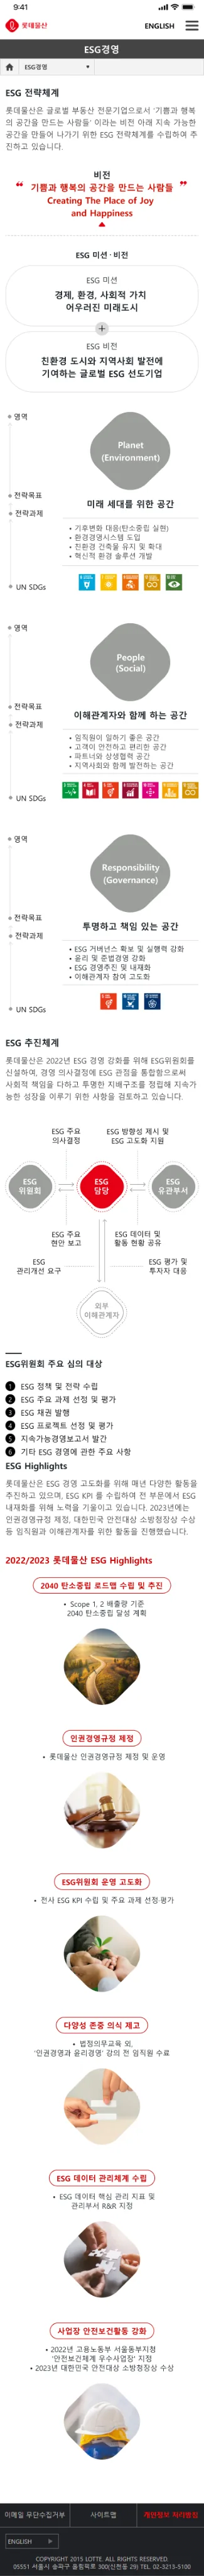 9:41
롯데물산
ENGLISH
ESG경영
ESG경영
ESG 전략체계
롯데물산은 글로벌 부동산 전문기업으로서 '기쁨과 행복
의 공간을 만드는 사람들' 이라는 비전 아래 지속 가능한
공간을 만들어 나가기 위한 ESG 전략체계를 수립하여 추
진하고 있습니다.
비전
“ 기쁨과 행복의 공간을 만드는 사람들 ”
Creating The Place of Joy
and Happiness
ESG 미션 · 비전
ESG 미션
경제, 환경, 사회적 가치
어우러진 미래도시
+
ESG 비전
친환경 도시와 지역사회 발전에
기여하는 글로벌 ESG 선도기업
영역
Planet
(Environment)
전략목표
미래 세대를 위한 공간
전략과제
• 기후변화 대응(탄소중립 실현)
• 환경경영시스템 도입
• 친환경 건축물 유지 및 확대
• 혁신적 환경 솔루션 개발
UN SDGs
영역
People
(Social)
전략목표
이해관계자와 함께 하는 공간
전략과제
• 임직원이 일하기 좋은 공간
• 고객이 안전하고 편리한 공간
• 파트너와 상생협력 공간
• 지역사회와 함께 발전하는 공간
UN SDGs
영역
Responsibility
(Governance)
전략목표
투명하고 책임 있는 공간
전략과제
• ESG 거버넌스 확보 및 실행력 강화
• 윤리 및 준법경영 강화
• ESG 경영추진 및 내재화
• 이해관계자 참여 고도화
UN SDGs
ESG 추진체계
롯데물산은 2022년 ESG 경영 강화를 위해 ESG위원회를
신설하여, 경영 의사결정에 ESG 관점을 통합함으로써
사회적 책임을 다하고 투명한 지배구조를 정립해 지속가
능한 성장을 이루기 위한 사항을 검토하고 있습니다.
ESG 주요
의사결정
ESG 방향성 제시 및
ESG 고도화 지원
ESG
위원회
ESG
담당
ESG
유관부서
ESG 주요
현안 보고
ESG 데이터 및
활동 현황 공유
ESG
관리개선 요구
ESG 평가 및
투자자 대응
외부
이해관계자
ESG위원회 주요 심의 대상
1 ESG 정책 및 전략 수립
2 ESG 주요 과제 선정 및 평가
3 ESG 채권 발행
4 ESG 프로젝트 선정 및 평가
5 지속가능경영보고서 발간
6 기타 ESG 경영에 관한 주요 사항
ESG Highlights
롯데물산은 ESG 경영 고도화를 위해 매년 다양한 활동을
추진하고 있으며, ESG KPI 를 수립하여 전 부문에서 ESG
내재화를 위해 노력을 기울이고 있습니다. 2023년에는
인권경영규정 제정, 대한민국 안전대상 소방청장상 수상
등 임직원과 이해관계자를 위한 활동을 진행했습니다.
2022/2023 롯데물산 ESG Highlights
2040 탄소중립 로드맵 수립 및 추진
• Scope 1, 2 배출량 기준
2040 탄소중립 달성 계획
인권경영규정 제정
• 롯데물산 인권경영규정 제정 및 운영
ESG위원회 운영 고도화
• 전사 ESG KPI 수립 및 주요 과제 선정·평가
다양성 존중 의식 제고
• 법정의무교육 외,
'인권경영과 윤리경영' 강의 전 임직원 수료
ESG 데이터 관리체계 수립
• ESG 데이터 핵심 관리 지표 및
관리부서 R&R 지정
사업장 안전보건활동 강화
• 2022년 고용노동부 서울동부지청
'안전보건체계 우수사업장' 지정
• 2023년 대한민국 안전대상 소방청장상 수상
이메일 무단수집거부
사이트맵
개인정보 처리방침
ENGLISH
COPYRIGHT 2015 LOTTE. ALL RIGHTS RESERVED.
05551 서울시 송파구 올림픽로 300(신천동 29) TEL 02-3213-5100